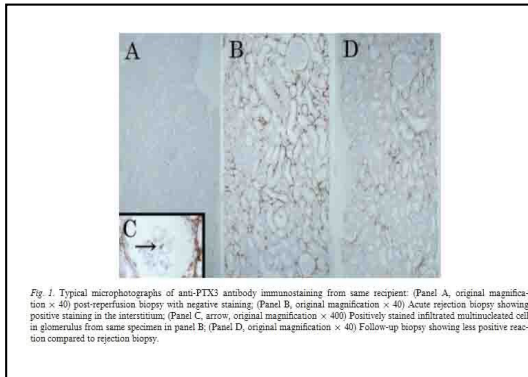 A
B
D
C
Fig. 1. Typical microphotographs of anti-PTX3 antibody immunostaining from same recipient: (Panel A, original magnifica-
tion × 40) post-reperfusion biopsy with negative staining; (Panel B, original magnification × 40) Acute rejection biopsy showing
positive staining in the interstitium; (Panel C, arrow, original magnification × 400) Positively stained infiltrated multinucleated cell
in glomerulus from same specimen in panel B; (Panel D, original magnification × 40) Follow-up biopsy showing less positive reac-
tion compared to rejection biopsy.